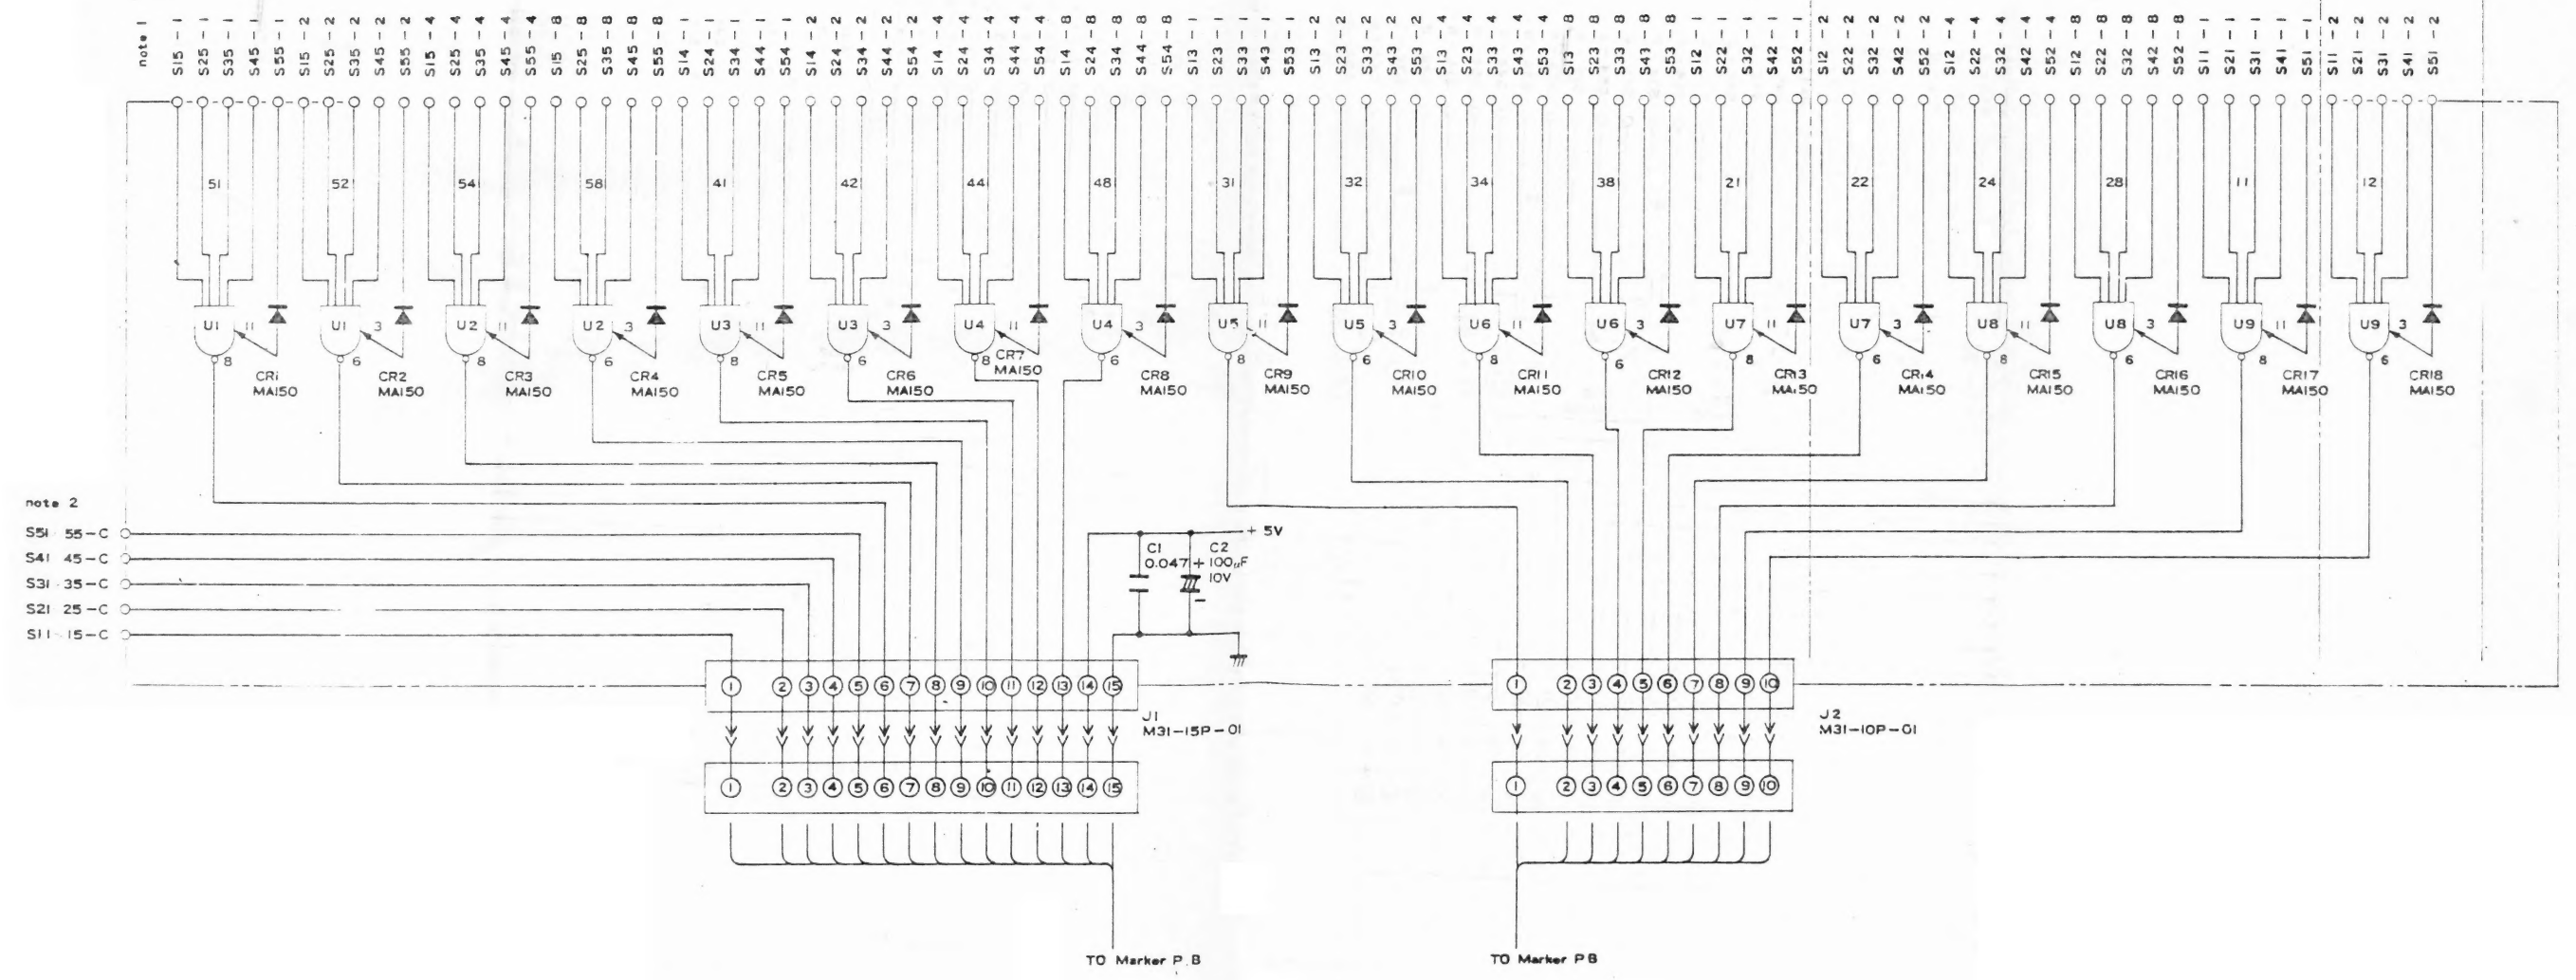 note 1
S15-1 S25-1 S35-1 S45-1 S55-1 S15-2 S25-2 S35-2 S45-2 S55-2 S15-4 S25-4 S35-4 S45-4 S55-4 S15-8 S25-8 S35-8 S45-8 S55-8 S14-1 S24-1 S34-1 S44-1 S54-1 S14-2 S24-2 S34-2 S44-2 S54-2 S14-4 S24-4 S34-4 S44-4 S54-4 S14-8 S24-8 S34-8 S44-8 S54-8 S13-1 S23-1 S33-1 S43-1 S53-1 S13-2 S23-2 S33-2 S43-2 S53-2 S13-4 S23-4 S33-4 S43-4 S53-4 S13-8 S23-8 S33-8 S43-8 S53-8 S12-1 S22-1 S32-1 S42-1 S52-1 S12-2 S22-2 S32-2 S42-2 S52-2 S12-4 S22-4 S32-4 S42-4 S52-4 S12-8 S22-8 S32-8 S42-8 S52-8 S11-1 S21-1 S31-1 S41-1 S51-1 S11-2 S21-2 S31-2 S41-2 S51-2
51 52 54 58 41 42 44 48 31 32 34 38 21 22 24 28 11 12
U1 11 U1 3 U2 11 U2 3 U3 11 U3 3 U4 11 U4 3 U5 11 U5 3 U6 11 U6 3 U7 11 U7 3 U8 11 U8 3 U9 11 U9 3
8 6 8 6 8 6 8 6 8 6 8 6 8 6 8 6 8 6
CR1 CR2 CR3 CR4 CR5 CR6 CR7 CR8 CR9 CR10 CR11 CR12 CR13 CR14 CR15 CR16 CR17 CR18
MA150 MA150 MA150 MA150 MA150 MA150 MA150 MA150 MA150 MA150 MA150 MA150 MA150 MA150 MA150 MA150 MA150 MA150
note 2
S51 55-C
S41 45-C
S31 35-C
S21 25-C
S11 15-C
+ 5V
C1
0.047
C2
+ 100μF
10V
−
1 2 3 4 5 6 7 8 9 10 11 12 13 14 15
J1
M31-15P-01
1 2 3 4 5 6 7 8 9 10 11 12 13 14 15
TO Marker P.B
1 2 3 4 5 6 7 8 9 10
J2
M31-10P-01
1 2 3 4 5 6 7 8 9 10
TO Marker PB